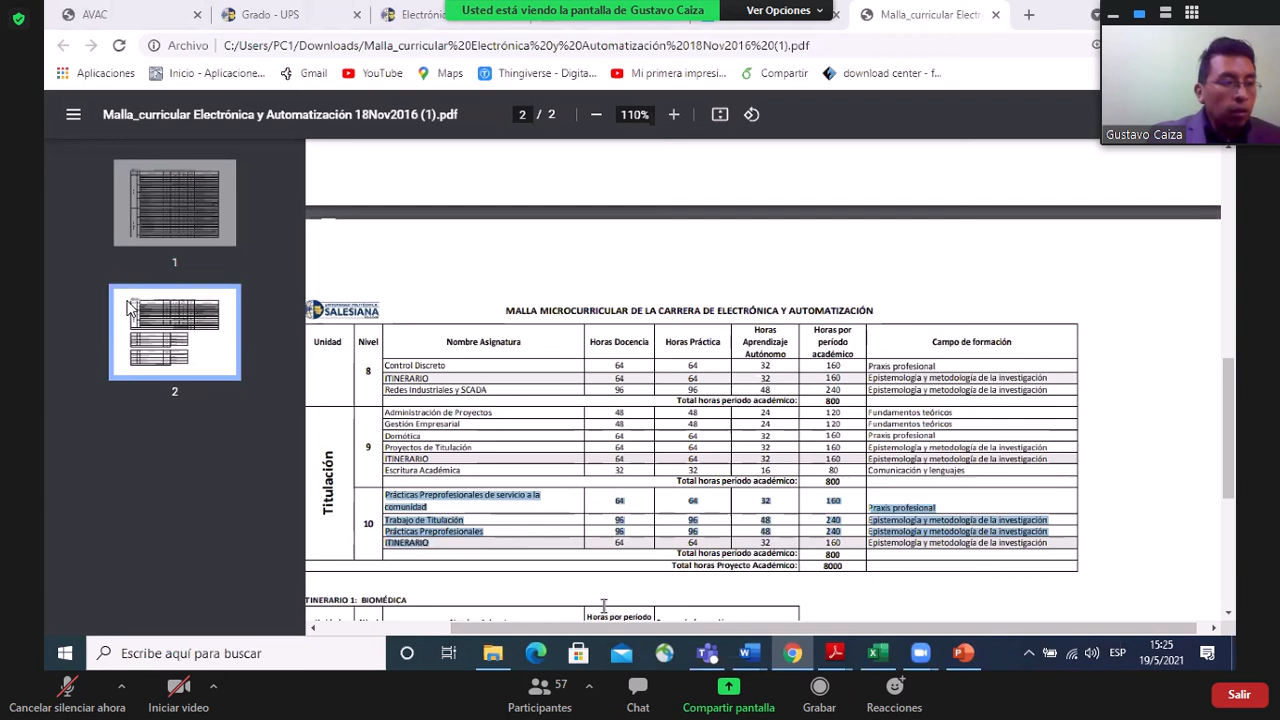 AVAC
Grado - UPS
Electrónic
Usted está viendo la pantalla de Gustavo Caiza
Ver Opciones
Malla_curricular Electr
Archivo
C:/Users/PC1/Downloads/Malla_curricular%20Electrónica%20y%20Automatización%2018Nov2016%20(1).pdf
Aplicaciones
Inicio - Aplicacione...
Gmail
YouTube
Maps
Thingiverse - Digita...
Mi primera impresi...
Compartir
download center - f...
Gustavo Caiza
Malla_curricular Electrónica y Automatización 18Nov2016 (1).pdf
2 / 2
110%
1
2
SALESIANA
MALLA MICROCURRICULAR DE LA CARRERA DE ELECTRÓNICA Y AUTOMATIZACIÓN
Unidad Nivel Nombre Asignatura Horas Docencia Horas Práctica Horas Aprendizaje Autónomo Horas por período académico Campo de formación
8
Control Discreto 64 64 32 160 Praxis profesional
ITINERARIO 64 64 32 160 Epistemología y metodología de la investigación
Redes Industriales y SCADA 96 96 48 240 Epistemología y metodología de la investigación
Total horas período académico: 800
Titulación
9
Administración de Proyectos 48 48 24 120 Fundamentos teóricos
Gestión Empresarial 48 48 24 120 Fundamentos teóricos
Domótica 64 64 32 160 Praxis profesional
Proyectos de Titulación 64 64 32 160 Epistemología y metodología de la investigación
ITINERARIO 64 64 32 160 Epistemología y metodología de la investigación
Escritura Académica 32 32 16 80 Comunicación y lenguajes
Total horas período académico: 800
10
Prácticas Preprofesionales de servicio a la comunidad 64 64 32 160 Praxis profesional
Trabajo de Titulación 96 96 48 240 Epistemología y metodología de la investigación
Prácticas Preprofesionales 96 96 48 240 Epistemología y metodología de la investigación
ITINERARIO 64 64 32 160 Epistemología y metodología de la investigación
Total horas período académico: 800
Total horas Proyecto Académico: 8000
TINERARIO 1: BIOMÉDICA
Horas por período
Escribe aquí para buscar
ESP
15:25
19/5/2021
Cancelar silenciar ahora
Iniciar video
57
Participantes
Chat
Compartir pantalla
Grabar
Reacciones
Salir